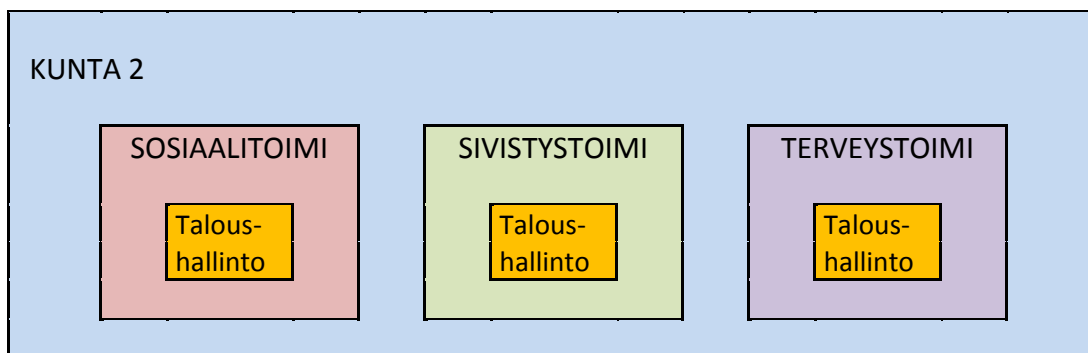 KUNTA 2
SOSIAALITOIMI
Talous-
hallinto
SIVISTYSTOIMI
Talous-
hallinto
TERVEYSTOIMI
Talous-
hallinto